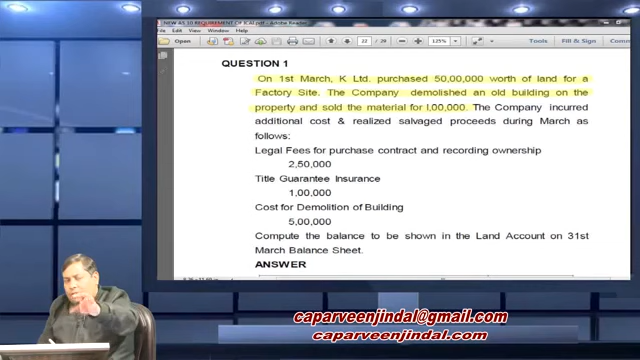 NEW AS 10 REQUIREMENT OF ICAI.pdf - Adobe Reader
File Edit View Window Help
Open
22 / 29
125%
Tools Fill & Sign Comment
QUESTION 1
On 1st March, K Ltd. purchased 50,00,000 worth of land for a
Factory Site. The Company demolished an old building on the
property and sold the material for 1,00,000. The Company incurred
additional cost & realized salvaged proceeds during March as
follows:
Legal Fees for purchase contract and recording ownership
2,50,000
Title Guarantee Insurance
1,00,000
Cost for Demolition of Building
5,00,000
Compute the balance to be shown in the Land Account on 31st
March Balance Sheet.
ANSWER
caparveenjindal@gmail.com
caparveenjindal.com